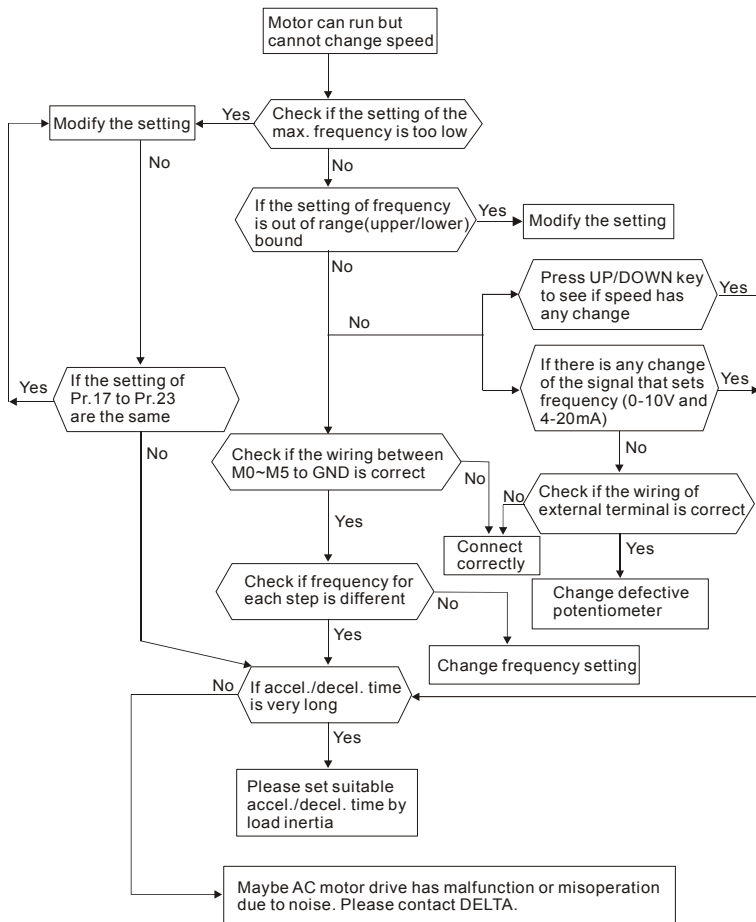 Motor can run but
cannot change speed
Check if the setting of the
max. frequency is too low
Yes
Modify the setting
No
No
If the setting of frequency
is out of range(upper/lower)
bound
Yes
Modify the setting
No
No
Press UP/DOWN key
to see if speed has
any change
Yes
If there is any change
of the signal that sets
frequency (0-10V and
4-20mA)
Yes
No
Yes
If the setting of
Pr.17 to Pr.23
are the same
No
Check if the wiring between
M0~M5 to GND is correct
No
Yes
No
Check if the wiring of
external terminal is correct
Yes
Connect
correctly
Change defective
potentiometer
Check if frequency for
each step is different
No
Yes
Change frequency setting
No
If accel./decel. time
is very long
Yes
Please set suitable
accel./decel. time by
load inertia
Maybe AC motor drive has malfunction or misoperation
due to noise. Please contact DELTA.